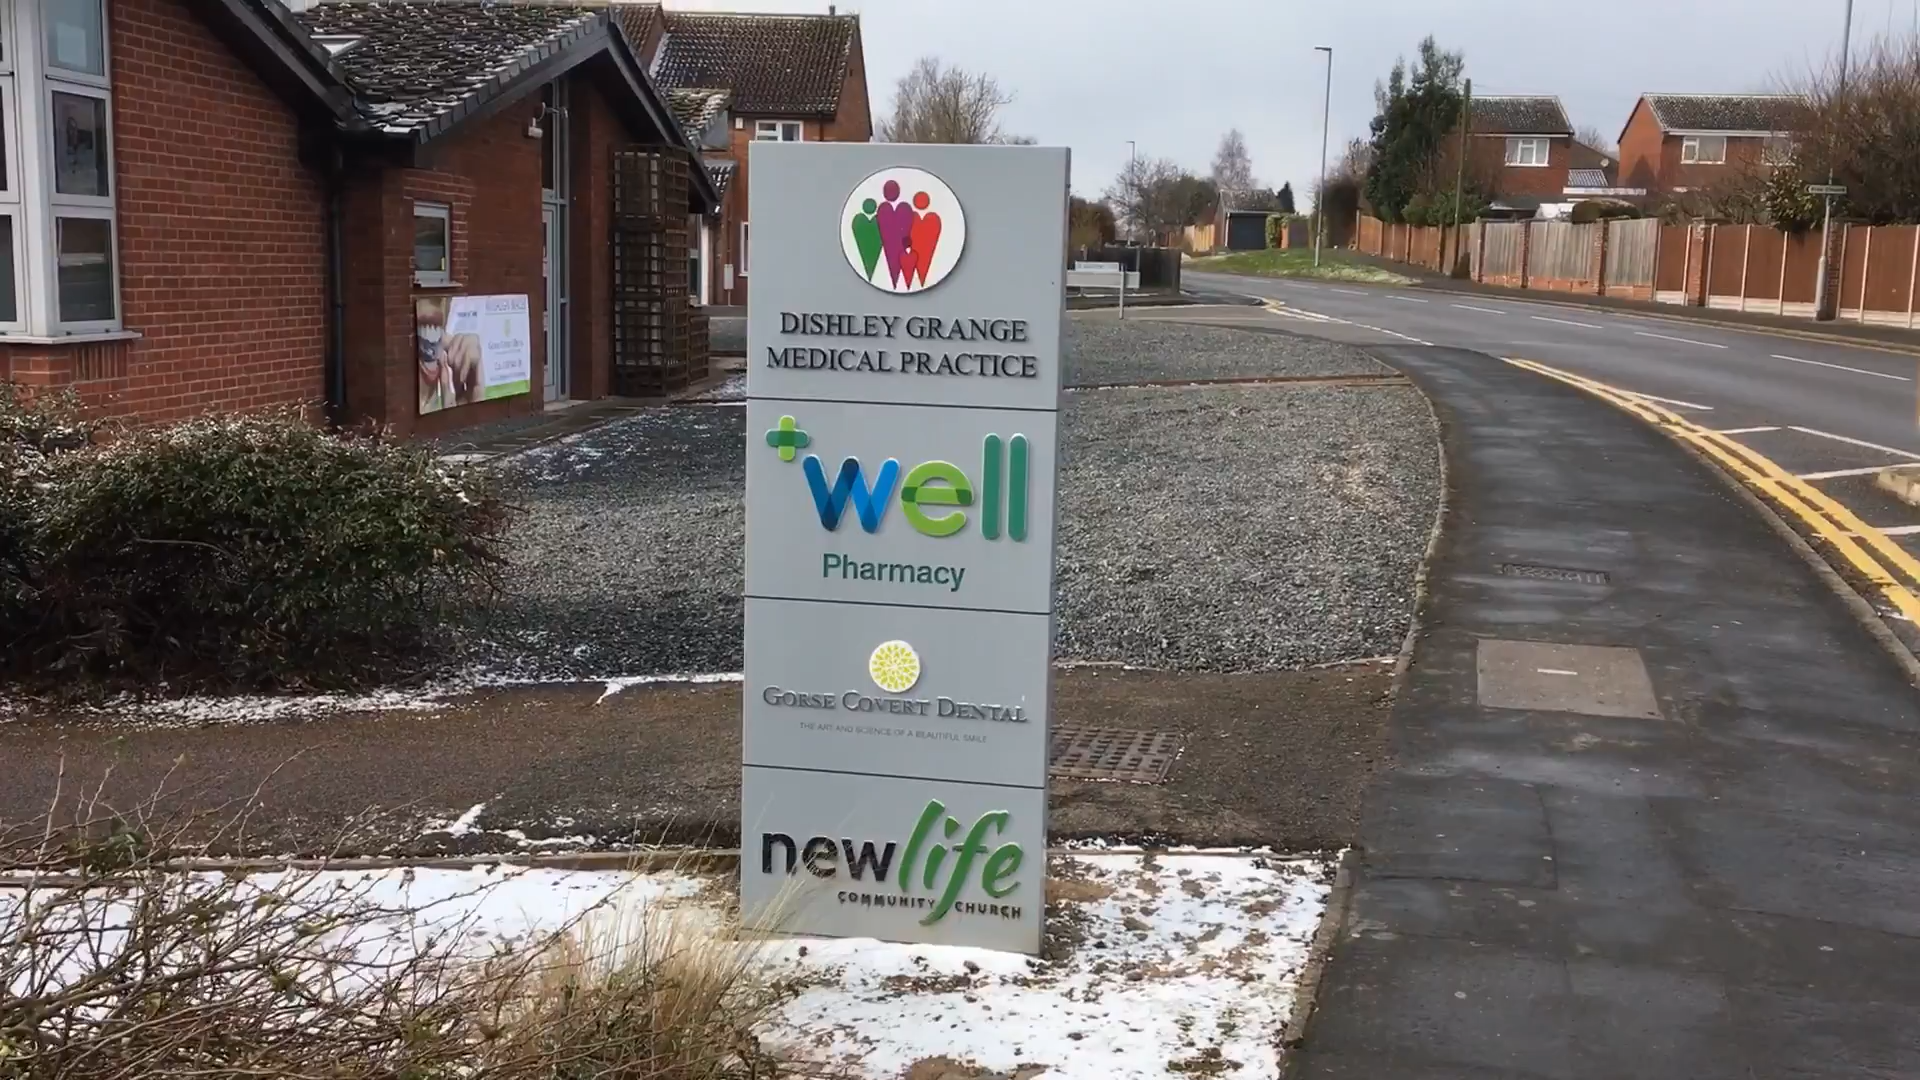 DISHLEY GRANGE
MEDICAL PRACTICE
well
Pharmacy
GORSE COVERT DENTAL
THE ART AND SCIENCE OF A BEAUTIFUL SMILE
newlife
COMMUNITY CHURCH